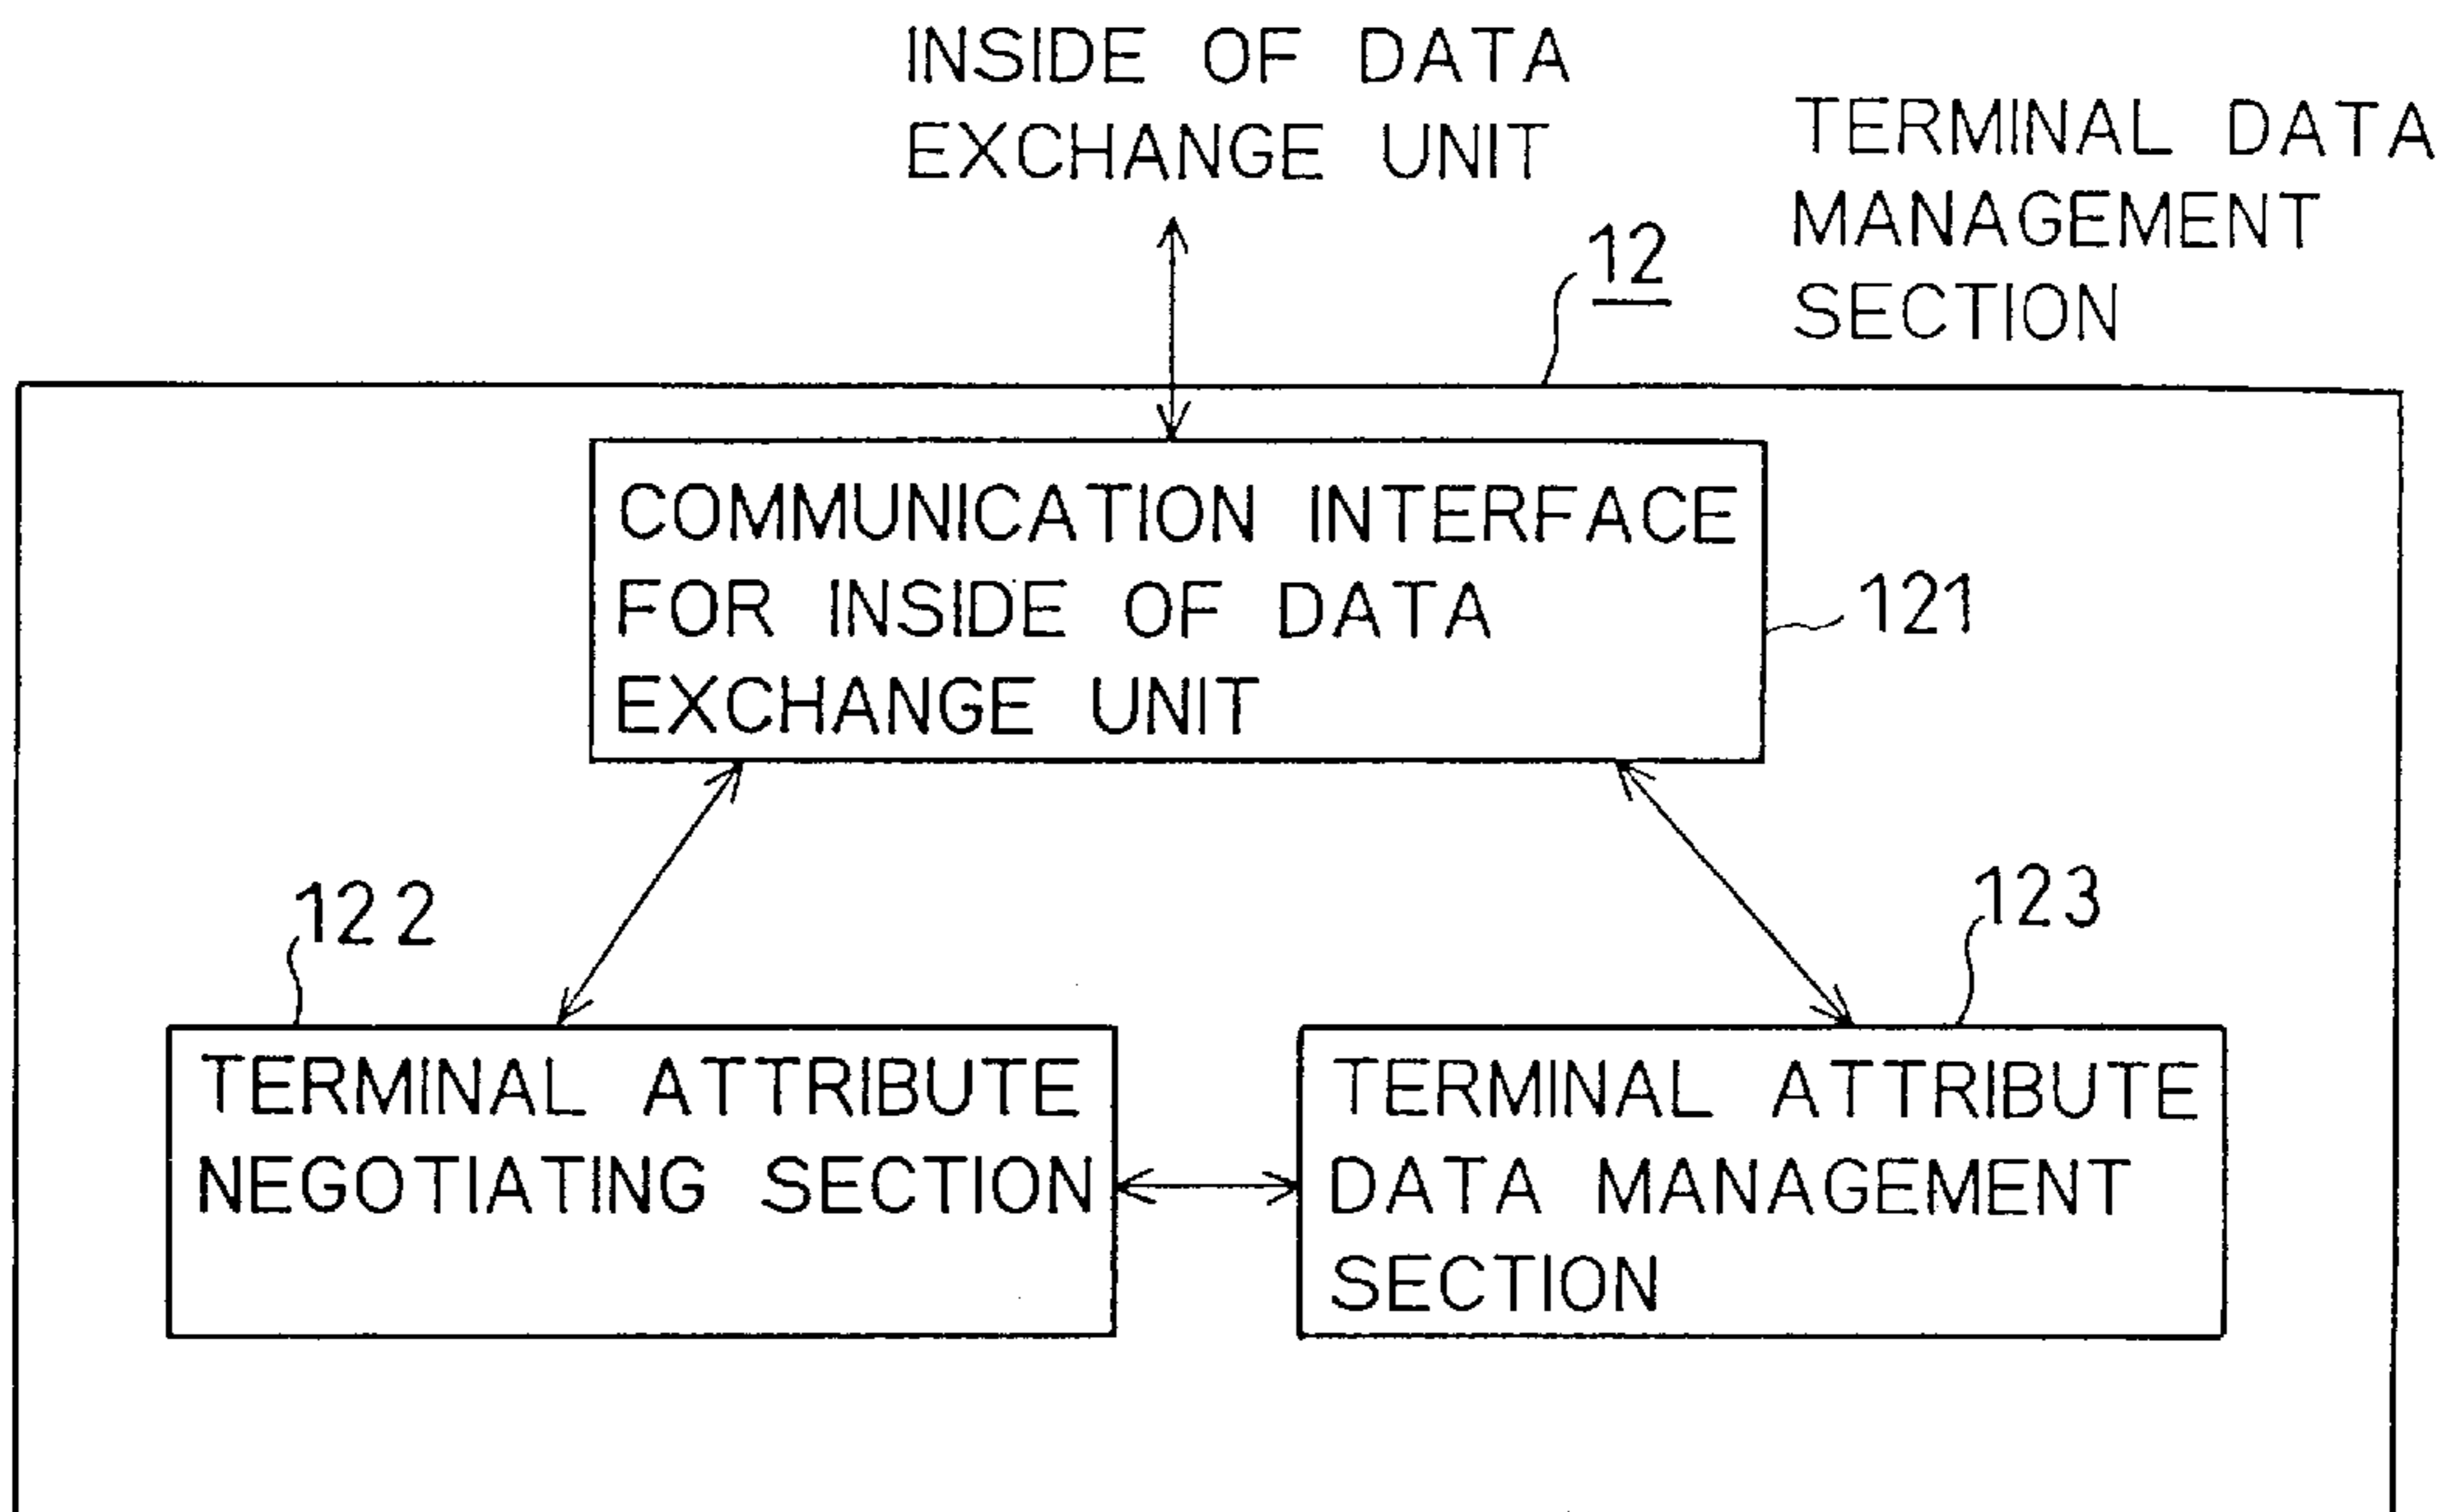 INSIDE OF DATA
EXCHANGE UNIT
TERMINAL DATA
MANAGEMENT
SECTION
12
COMMUNICATION INTERFACE
FOR INSIDE OF DATA
EXCHANGE UNIT
121
122
123
TERMINAL ATTRIBUTE
NEGOTIATING SECTION
TERMINAL ATTRIBUTE
DATA MANAGEMENT
SECTION